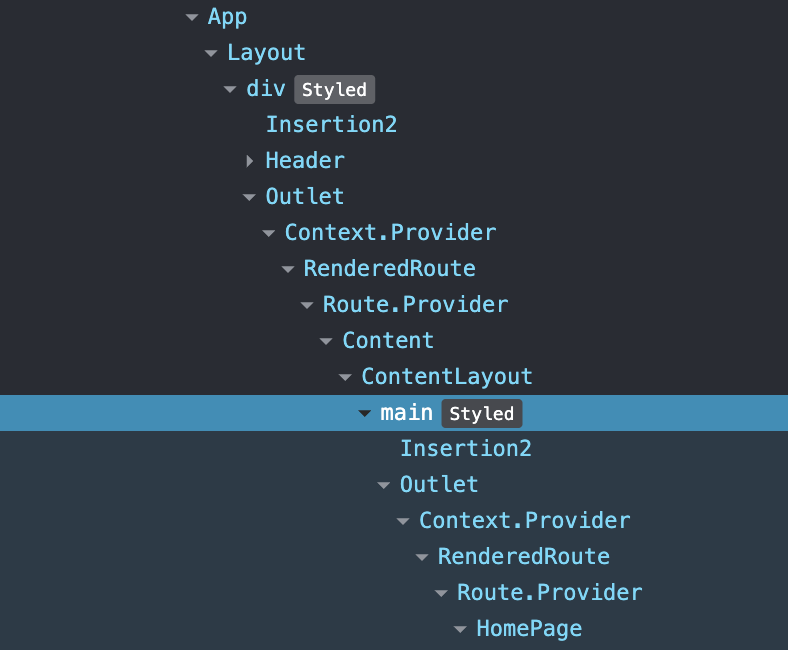 App
Layout
div Styled
Insertion2
Header
Outlet
Context.Provider
RenderedRoute
Route.Provider
Content
ContentLayout
main Styled
Insertion2
Outlet
Context.Provider
RenderedRoute
Route.Provider
HomePage